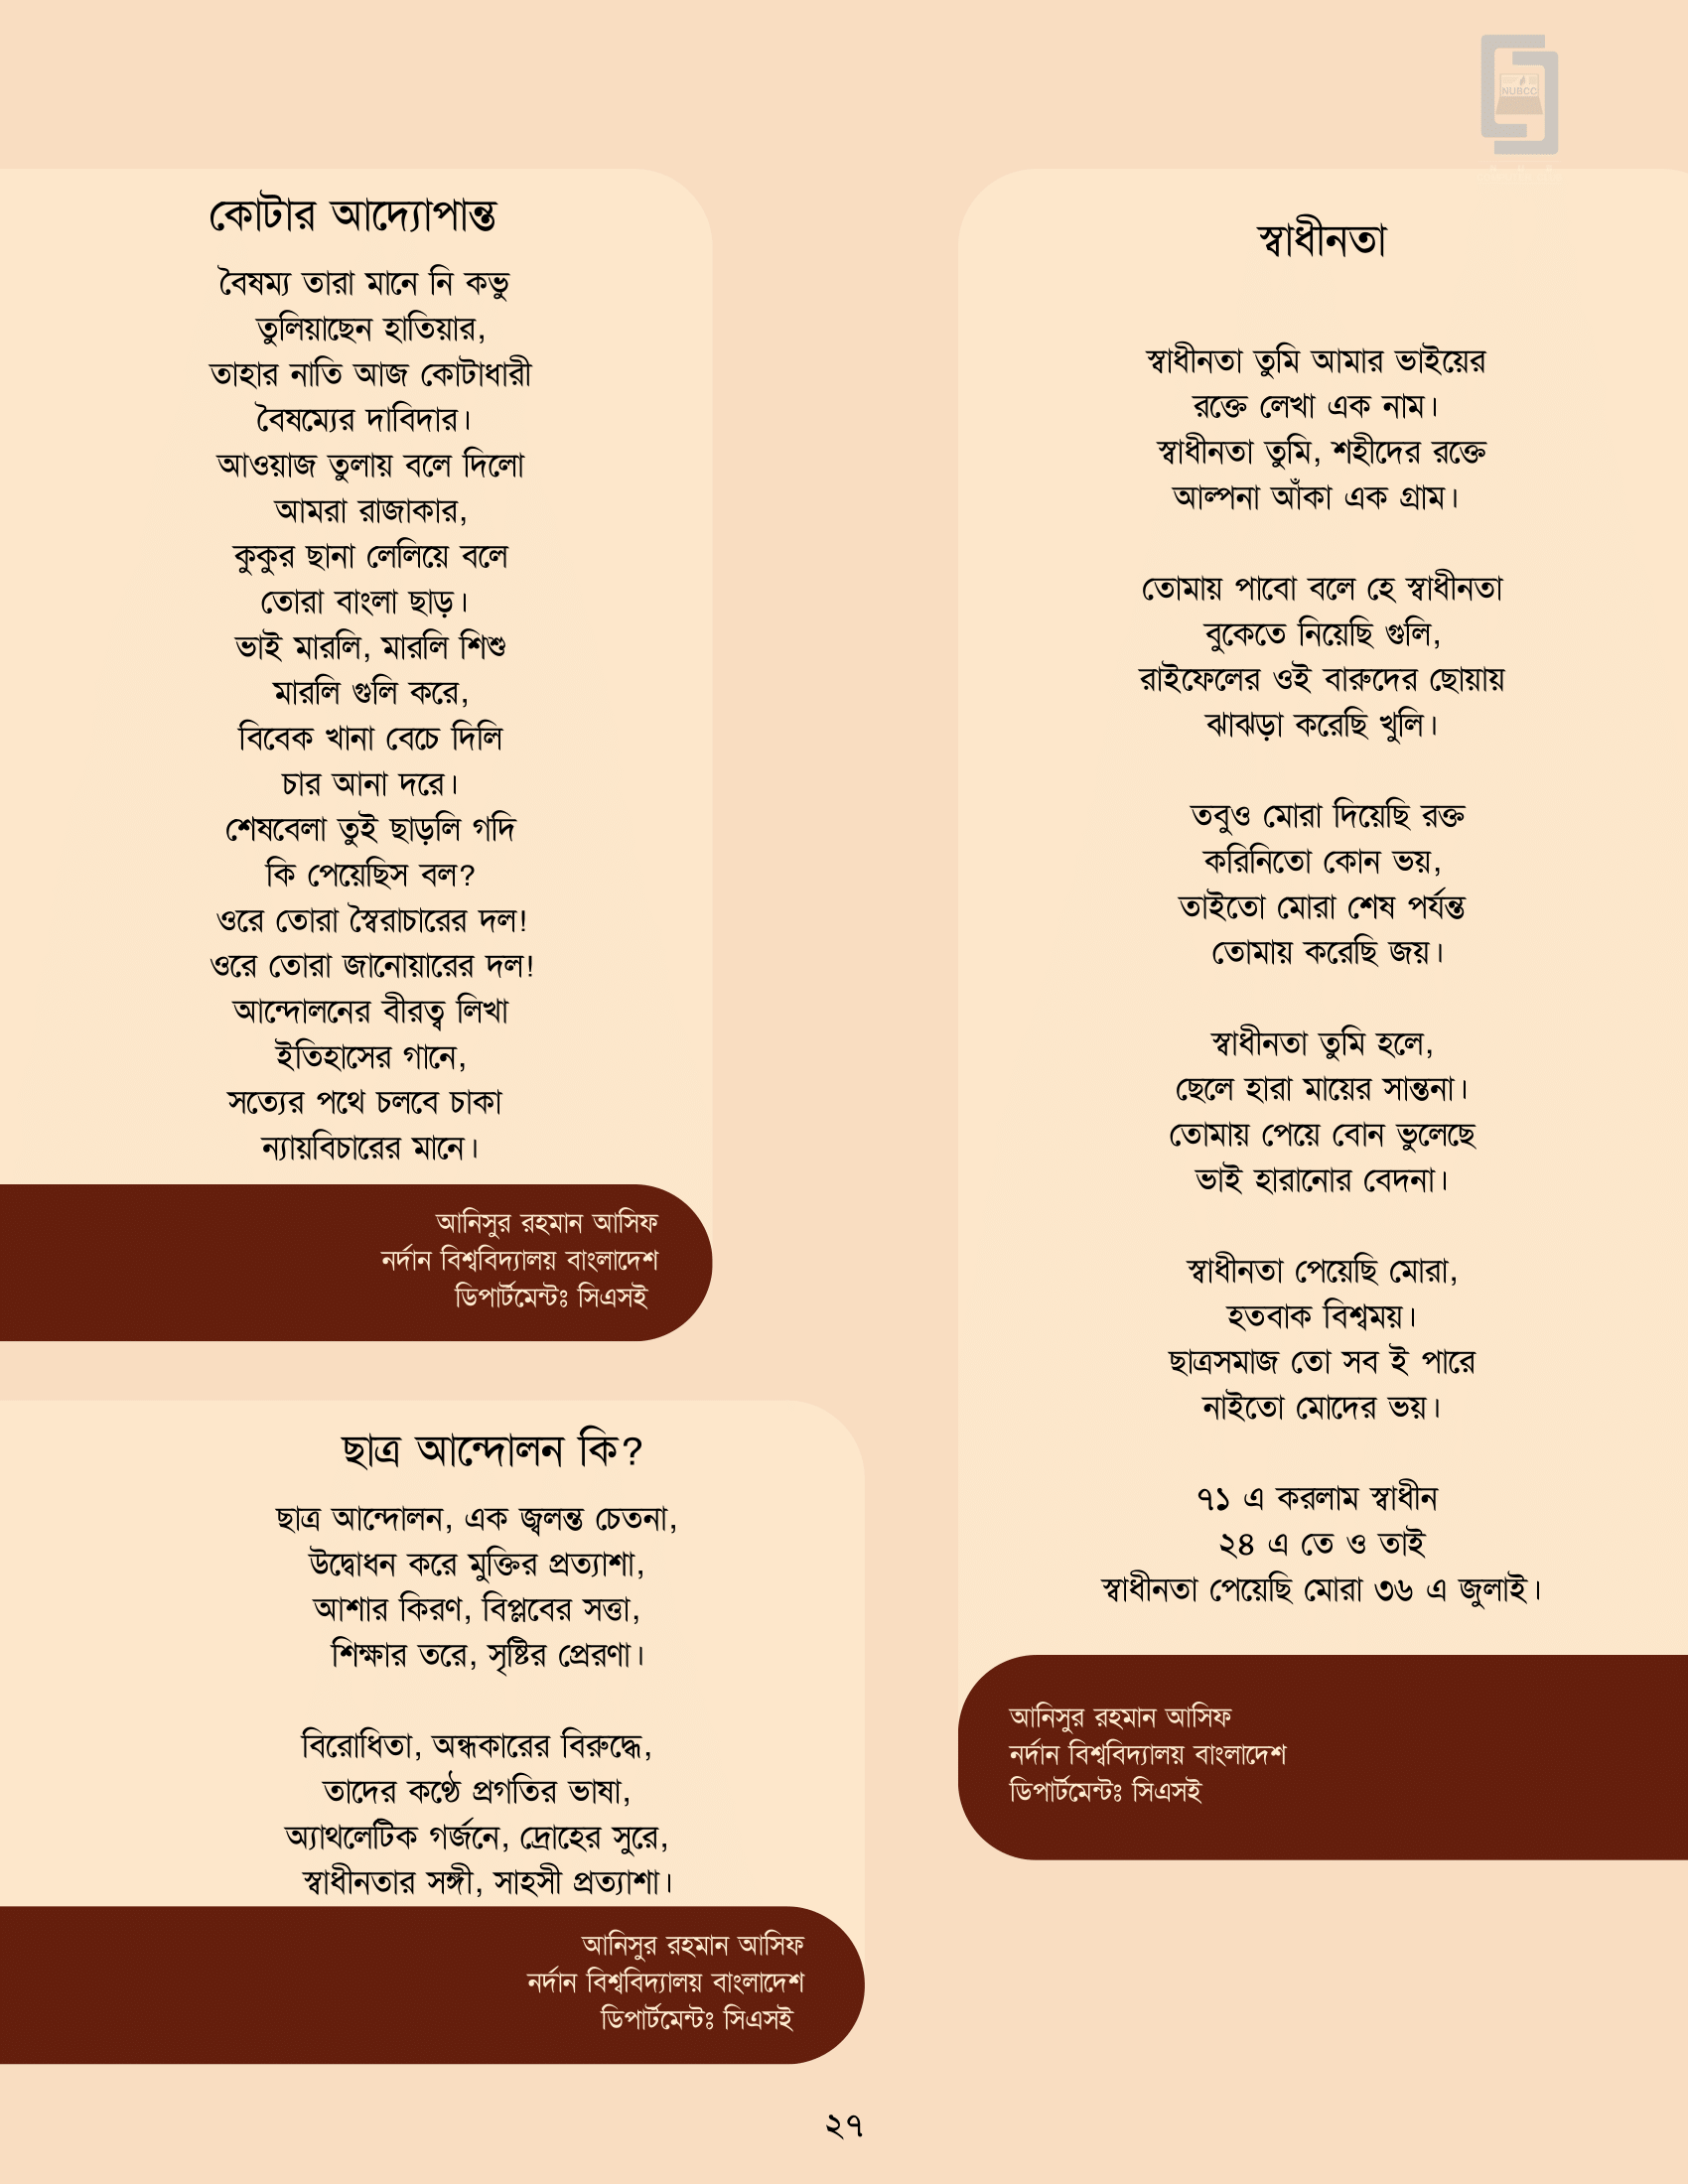 NUBCC
কোটার আদ্যোপান্ত
বৈষম্য তারা মানে নি কভু
তুলিয়াছেন হাতিয়ার,
তাহার নাতি আজ কোটাধারী
বৈষম্যের দাবিদার।
আওয়াজ তুলায় বলে দিলো
আমরা রাজাকার,
কুকুর ছানা লেলিয়ে বলে
তোরা বাংলা ছাড়।
ভাই মারলি, মারলি শিশু
মারলি গুলি করে,
বিবেক খানা বেচে দিলি
চার আনা দরে।
শেষবেলা তুই ছাড়লি গদি
কি পেয়েছিস বল?
ওরে তোরা স্বৈরাচারের দল!
ওরে তোরা জানোয়ারের দল!
আন্দোলনের বীরত্ব লিখা
ইতিহাসের গানে,
সত্যের পথে চলবে চাকা
ন্যায়বিচারের মানে।
আনিসুর রহমান আসিফ
নর্দান বিশ্ববিদ্যালয় বাংলাদেশ
ডিপার্টমেন্টঃ সিএসই
ছাত্র আন্দোলন কি?
ছাত্র আন্দোলন, এক জ্বলন্ত চেতনা,
উদ্বোধন করে মুক্তির প্রত্যাশা,
আশার কিরণ, বিপ্লবের সত্তা,
শিক্ষার তরে, সৃষ্টির প্রেরণা।
বিরোধিতা, অন্ধকারের বিরুদ্ধে,
তাদের কণ্ঠে প্রগতির ভাষা,
অ্যাথলেটিক গর্জনে, দ্রোহের সুরে,
স্বাধীনতার সঙ্গী, সাহসী প্রত্যাশা।
আনিসুর রহমান আসিফ
নর্দান বিশ্ববিদ্যালয় বাংলাদেশ
ডিপার্টমেন্টঃ সিএসই
স্বাধীনতা
স্বাধীনতা তুমি আমার ভাইয়ের
রক্তে লেখা এক নাম।
স্বাধীনতা তুমি, শহীদের রক্তে
আল্পনা আঁকা এক গ্রাম।
তোমায় পাবো বলে হে স্বাধীনতা
বুকেতে নিয়েছি গুলি,
রাইফেলের ওই বারুদের ছোয়ায়
ঝাঝড়া করেছি খুলি।
তবুও মোরা দিয়েছি রক্ত
করিনিতো কোন ভয়,
তাইতো মোরা শেষ পর্যন্ত
তোমায় করেছি জয়।
স্বাধীনতা তুমি হলে,
ছেলে হারা মায়ের সান্তনা।
তোমায় পেয়ে বোন ভুলেছে
ভাই হারানোর বেদনা।
স্বাধীনতা পেয়েছি মোরা,
হতবাক বিশ্বময়।
ছাত্রসমাজ তো সব ই পারে
নাইতো মোদের ভয়।
৭১ এ করলাম স্বাধীন
২৪ এ তে ও তাই
স্বাধীনতা পেয়েছি মোরা ৩৬ এ জুলাই।
আনিসুর রহমান আসিফ
নর্দান বিশ্ববিদ্যালয় বাংলাদেশ
ডিপার্টমেন্টঃ সিএসই
২৭